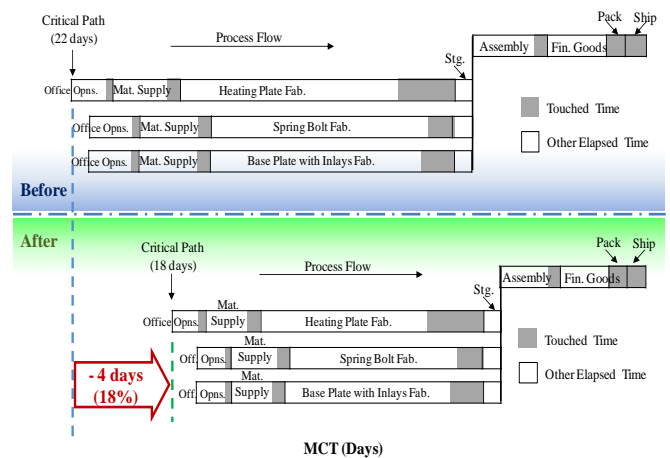 Critical Path
(22 days)
Process Flow
Pack
Ship
Stg.
Assembly
Fin. Goods
Office Opns.
Mat. Supply
Heating Plate Fab.
Touched Time
Office Opns.
Mat. Supply
Spring Bolt Fab.
Other Elapsed Time
Office Opns.
Mat. Supply
Base Plate with Inlays Fab.
Before
After
Critical Path
(18 days)
Process Flow
Pack
Ship
Stg.
Assembly
Fin. Goods
Office Opns.
Mat.
Supply
Heating Plate Fab.
Touched Time
Off. Opns.
Mat.
Supply
Spring Bolt Fab.
Other Elapsed Time
Off. Opns.
Mat.
Supply
Base Plate with Inlays Fab.
- 4 days
(18%)
MCT (Days)